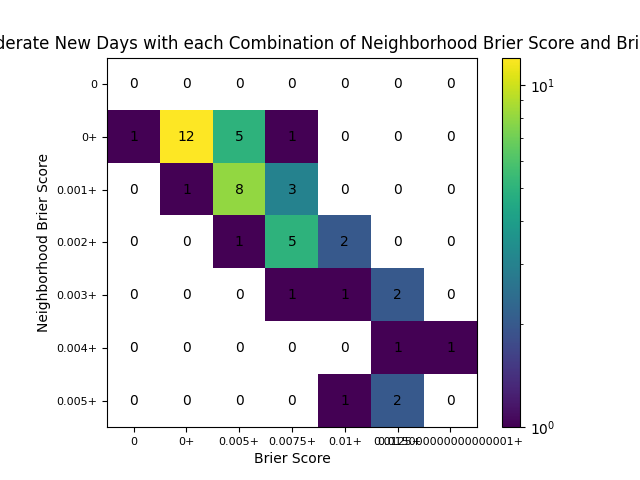 derate New Days with each Combination of Neighborhood Brier Score and Bri
0 0 0 0 0 0 0 0
0+ 1 12 5 1 0 0 0
0.001+ 0 1 8 3 0 0 0
0.002+ 0 0 1 5 2 0 0
0.003+ 0 0 0 1 1 2 0
0.004+ 0 0 0 0 0 1 1
0.005+ 0 0 0 0 1 2 0
0 0+ 0.005+ 0.0075+ 0.01+
Brier Score
Neighborhood Brier Score
10¹
10⁰